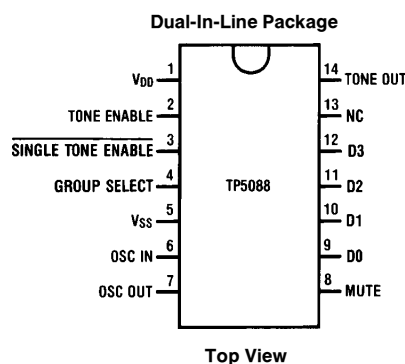 Dual-In-Line Package
VDD 1
14 TONE OUT
TONE ENABLE 2
13 NC
SINGLE TONE ENABLE 3
12 D3
GROUP SELECT 4
11 D2
TP5088
VSS 5
10 D1
OSC IN 6
9 D0
OSC OUT 7
8 MUTE
Top View